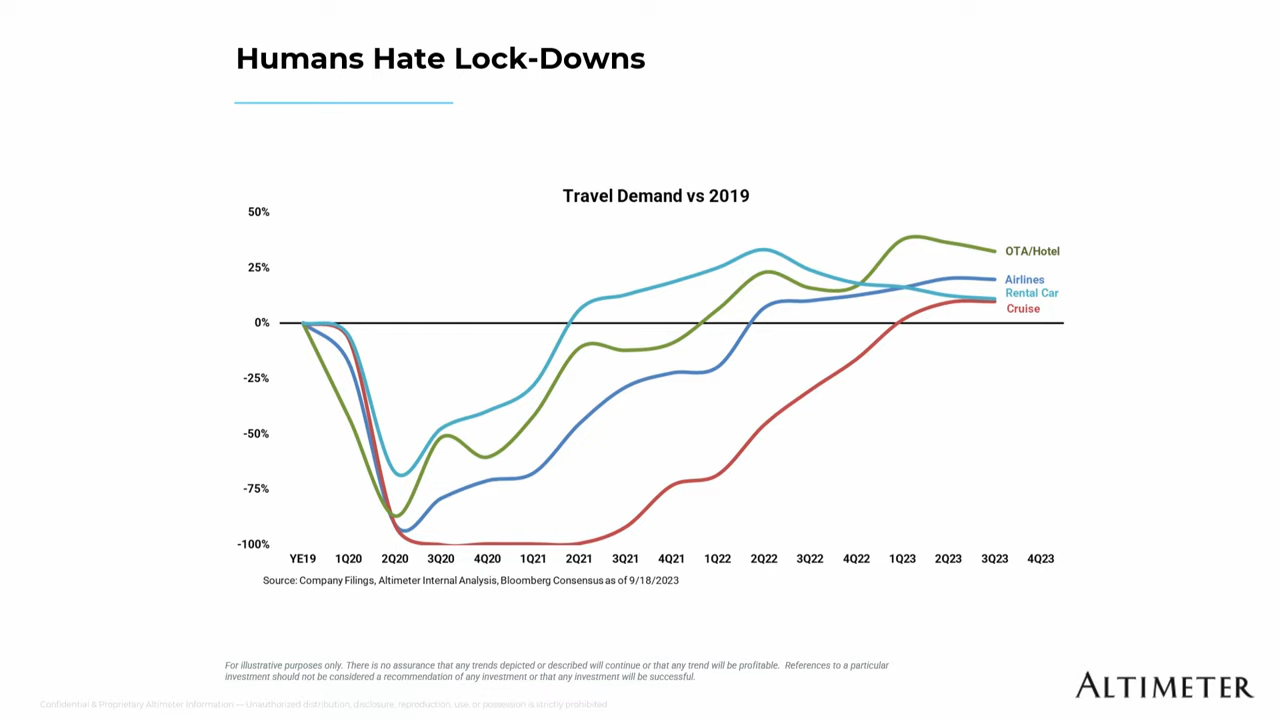 Humans Hate Lock-Downs
Travel Demand vs 2019
50%
25%
0%
-25%
-50%
-75%
-100%
OTA/Hotel
Airlines
Rental Car
Cruise
YE19 1Q20 2Q20 3Q20 4Q20 1Q21 2Q21 3Q21 4Q21 1Q22 2Q22 3Q22 4Q22 1Q23 2Q23 3Q23 4Q23
Source: Company Filings, Altimeter Internal Analysis, Bloomberg Consensus as of 9/18/2023
For illustrative purposes only. There is no assurance that any trends depicted or described will continue or that any trend will be profitable. References to a particular
investment should not be considered a recommendation of any investment or that any investment will be successful.
ALTIMETER
Confidential & Proprietary Altimeter Information — Unauthorized distribution, disclosure, reproduction, use, or possession is strictly prohibited